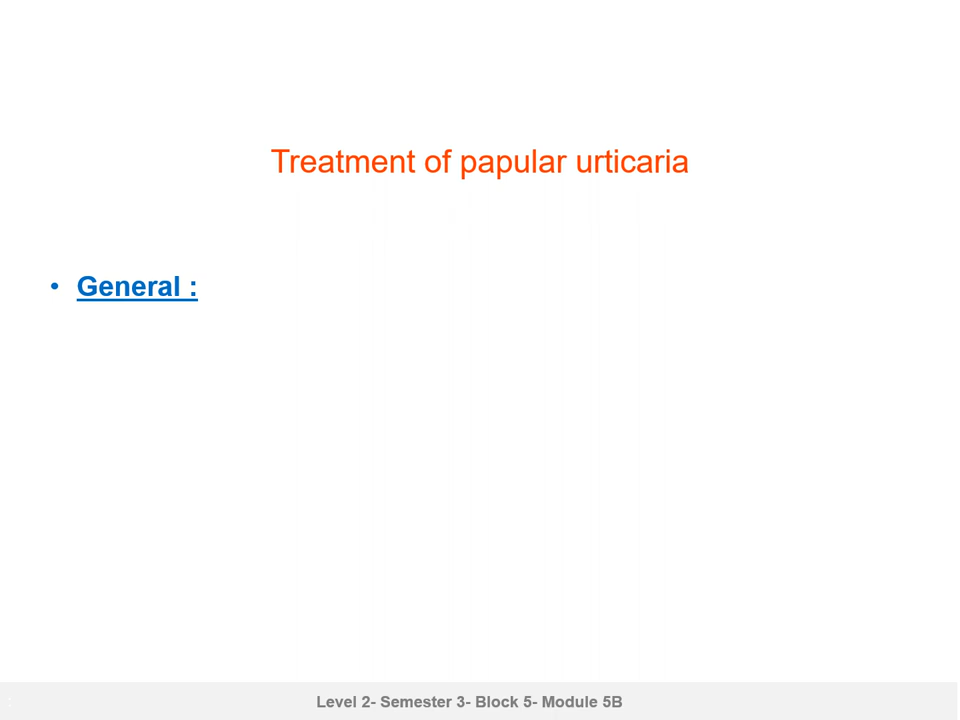 Treatment of papular urticaria
• General :
Level 2- Semester 3- Block 5- Module 5B